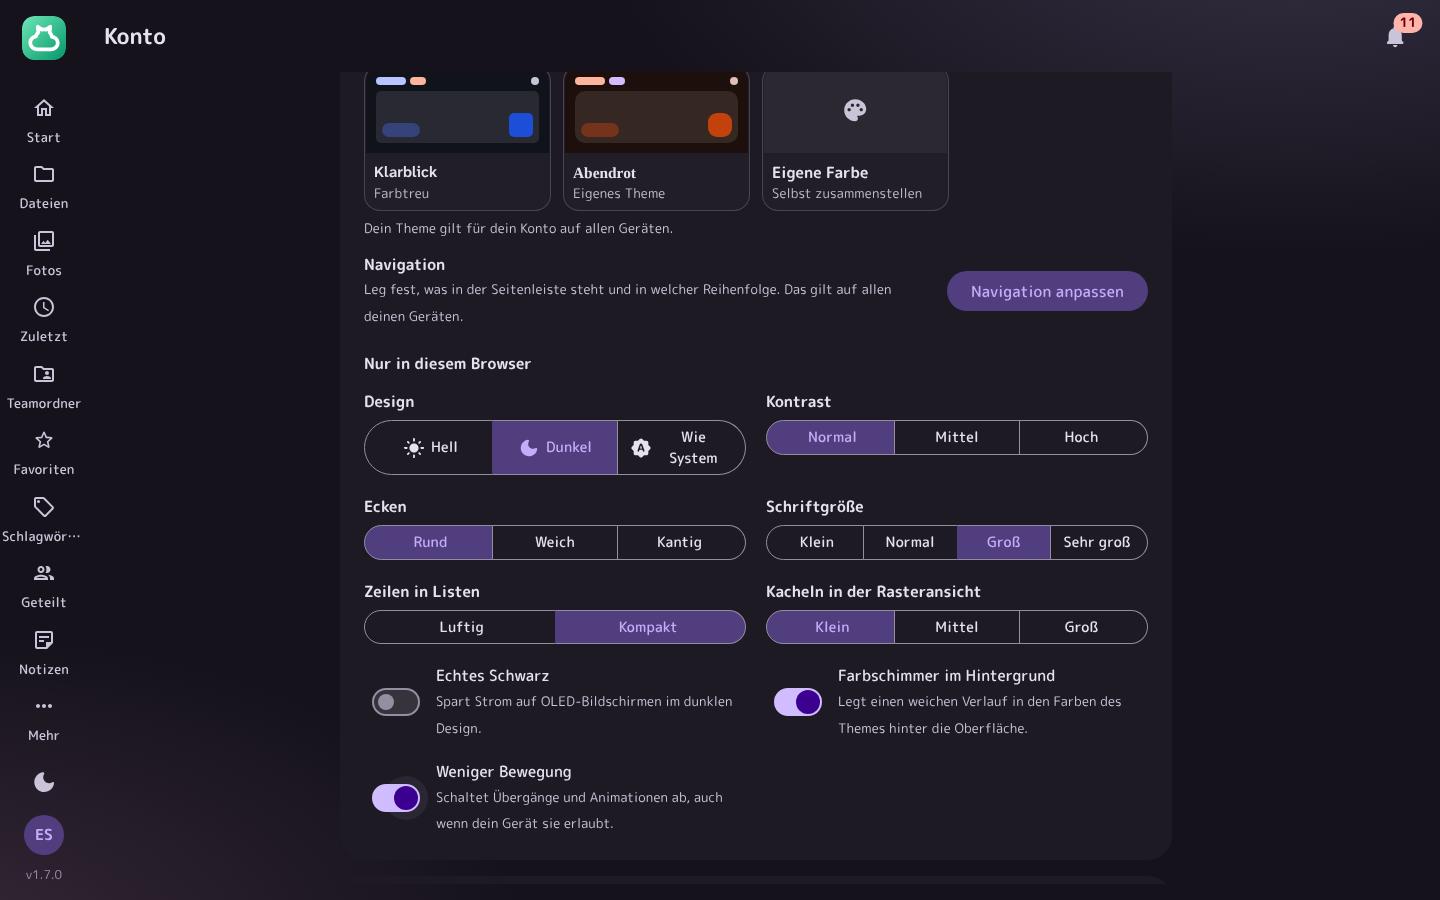 Konto
11
Start
Dateien
Fotos
Zuletzt
Teamordner
Favoriten
Schlagwör···
Geteilt
Notizen
Mehr
ES
v1.7.0
Klarblick
Farbtreu
Abendrot
Eigenes Theme
Eigene Farbe
Selbst zusammenstellen
Dein Theme gilt für dein Konto auf allen Geräten.
Navigation
Leg fest, was in der Seitenleiste steht und in welcher Reihenfolge. Das gilt auf allen
deinen Geräten.
Navigation anpassen
Nur in diesem Browser
Design
Hell
Dunkel
A
Wie
System
Kontrast
Normal
Mittel
Hoch
Ecken
Rund
Weich
Kantig
Schriftgröße
Klein
Normal
Groß
Sehr groß
Zeilen in Listen
Luftig
Kompakt
Kacheln in der Rasteransicht
Klein
Mittel
Groß
Echtes Schwarz
Spart Strom auf OLED-Bildschirmen im dunklen
Design.
Farbschimmer im Hintergrund
Legt einen weichen Verlauf in den Farben des
Themes hinter die Oberfläche.
Weniger Bewegung
Schaltet Übergänge und Animationen ab, auch
wenn dein Gerät sie erlaubt.